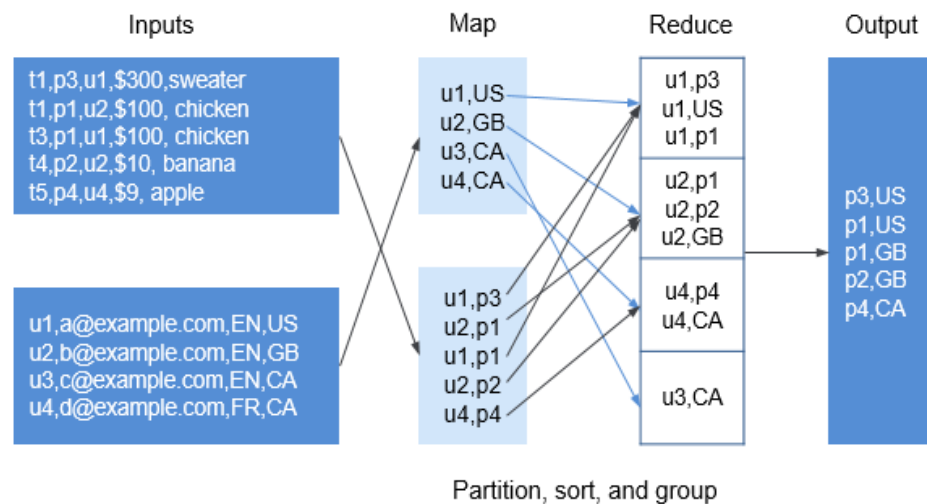 Inputs
Map
Reduce
Output
t1,p3,u1,$300,sweater
t1,p1,u2,$100, chicken
t3,p1,u1,$100, chicken
t4,p2,u2,$10, banana
t5,p4,u4,$9, apple
u1,a@example.com,EN,US
u2,b@example.com,EN,GB
u3,c@example.com,EN,CA
u4,d@example.com,FR,CA
u1,US
u2,GB
u3,CA
u4,CA
u1,p3
u2,p1
u1,p1
u2,p2
u4,p4
u1,p3
u1,US
u1,p1
u2,p1
u2,p2
u2,GB
u4,p4
u4,CA
u3,CA
p3,US
p1,US
p1,GB
p2,GB
p4,CA
Partition, sort, and group